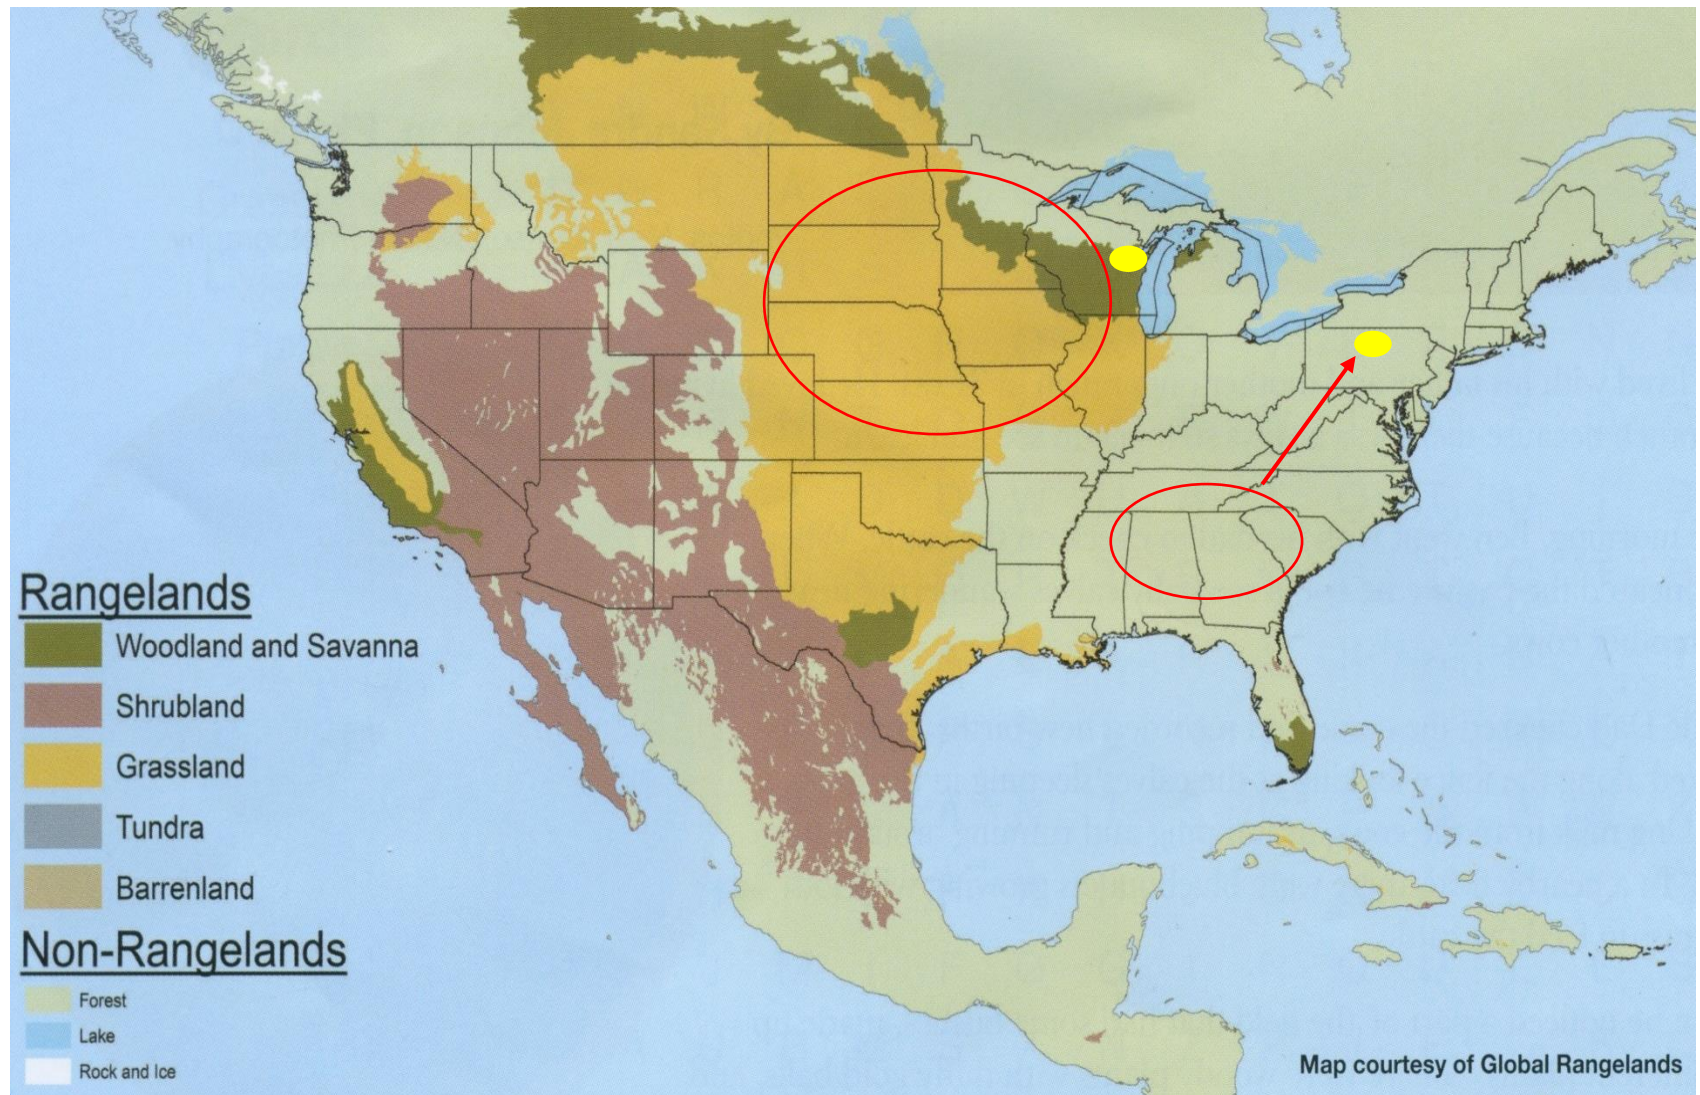 Rangelands
Woodland and Savanna
Shrubland
Grassland
Tundra
Barrenland
Non-Rangelands
Forest
Lake
Rock and Ice
Map courtesy of Global Rangelands